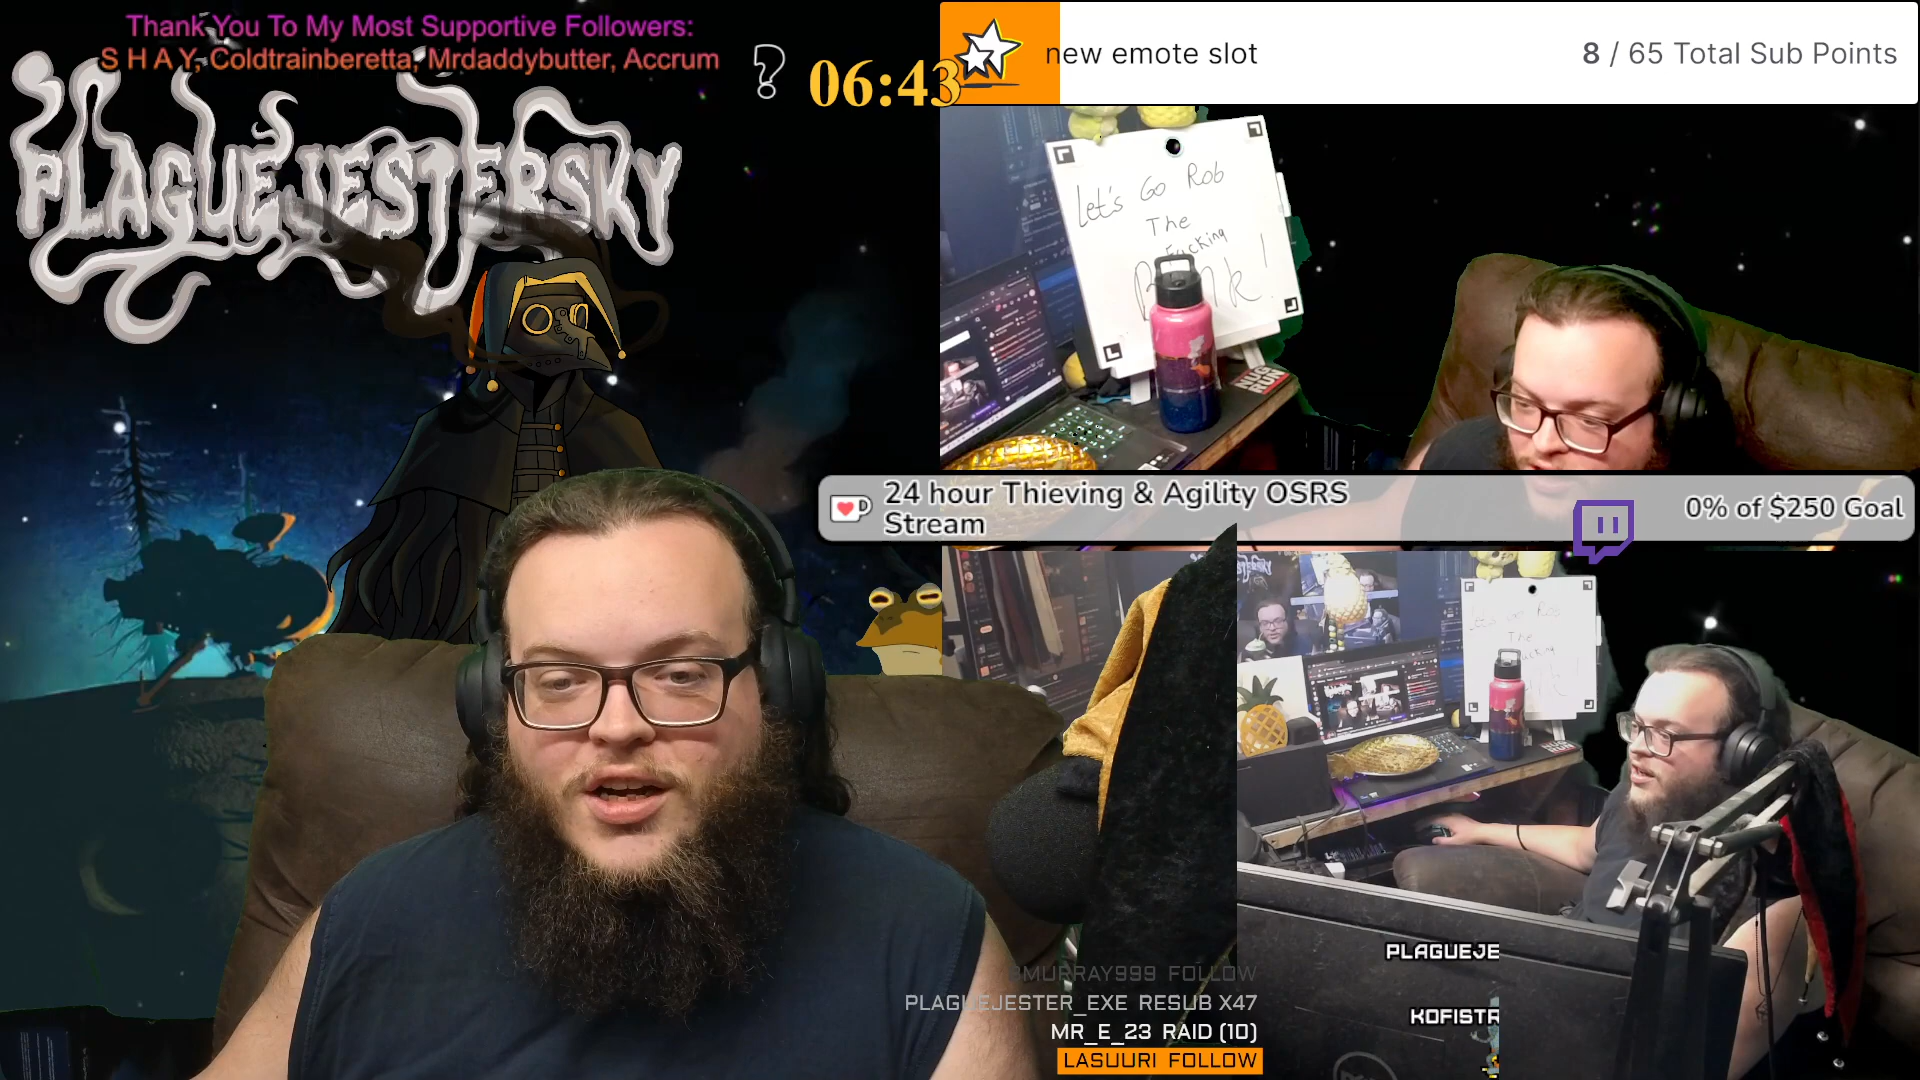 Thank You To My Most Supportive Followers:
S H A Y, Coldtrainberetta, Mrdaddybutter, Accrum
PLAGUEJESTERSKY
06:43
new emote slot
8 / 65 Total Sub Points
Let's Go Rob
The
Fucking
24 hour Thieving & Agility OSRS
Stream
0% of $250 Goal
The
PLAGUEJE
KOFISTR
MURRAY999 FOLLOW
PLAGUEJESTER_EXE RESUB X47
MR_E_23 RAID (10)
LASUURI FOLLOW